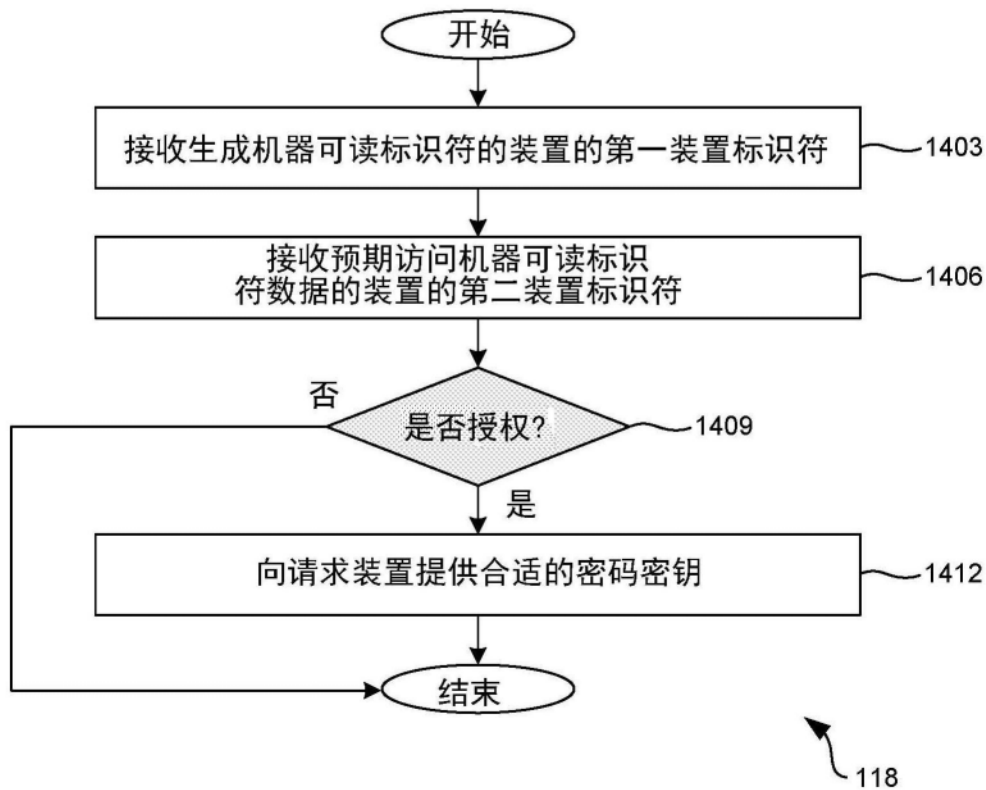 开始
接收生成机器可读标识符的装置的第一装置标识符
1403
接收预期访问机器可读标识
符数据的装置的第二装置标识符
1406
否
是否授权?
1409
是
向请求装置提供合适的密码密钥
1412
结束
118